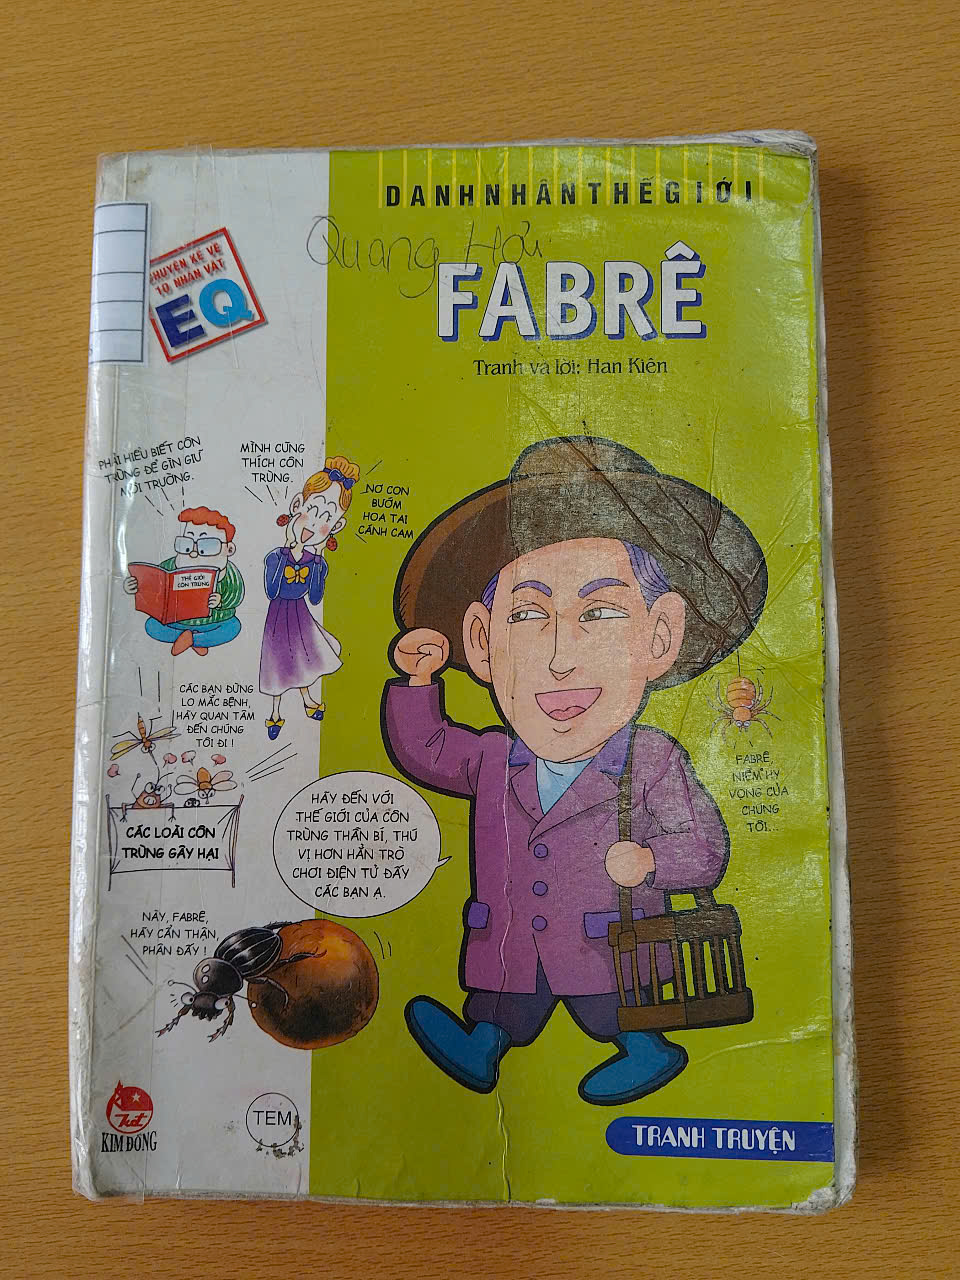 DANH NHÂN THẾ GIỚI
Quang Hải
CHUYỆN KỂ VỀ
10 NHÂN VẬT
EQ
FABRÊ
Tranh và lời: Han Kiên
PHẢI HIỂU BIẾT CÔN
TRÙNG ĐỂ GÌN GIỮ
MÔI TRƯỜNG.
MÌNH CŨNG
THÍCH CÔN
TRÙNG.
NƠ CON
BƯỚM
HOA TAI
CÁNH CAM
THẾ GIỚI
CÔN TRÙNG
CÁC BẠN ĐỪNG
LO MẮC BỆNH,
HÃY QUAN TÂM
ĐẾN CHÚNG
TÔI ĐI !
FABRÊ,
NIỀM HY
VỌNG CỦA
CHÚNG
TÔI...
CÁC LOÀI CÔN
TRÙNG GÂY HẠI
HÃY ĐẾN VỚI
THẾ GIỚI CỦA CÔN
TRÙNG THẦN BÍ, THÚ
VỊ HƠN HẲN TRÒ
CHƠI ĐIỆN TỬ ĐẤY
CÁC BẠN Ạ.
NÀY, FABRÊ,
HÃY CẨN THẬN,
PHÂN ĐẤY !
KIM ĐỒNG
TEM
TRANH TRUYỆN